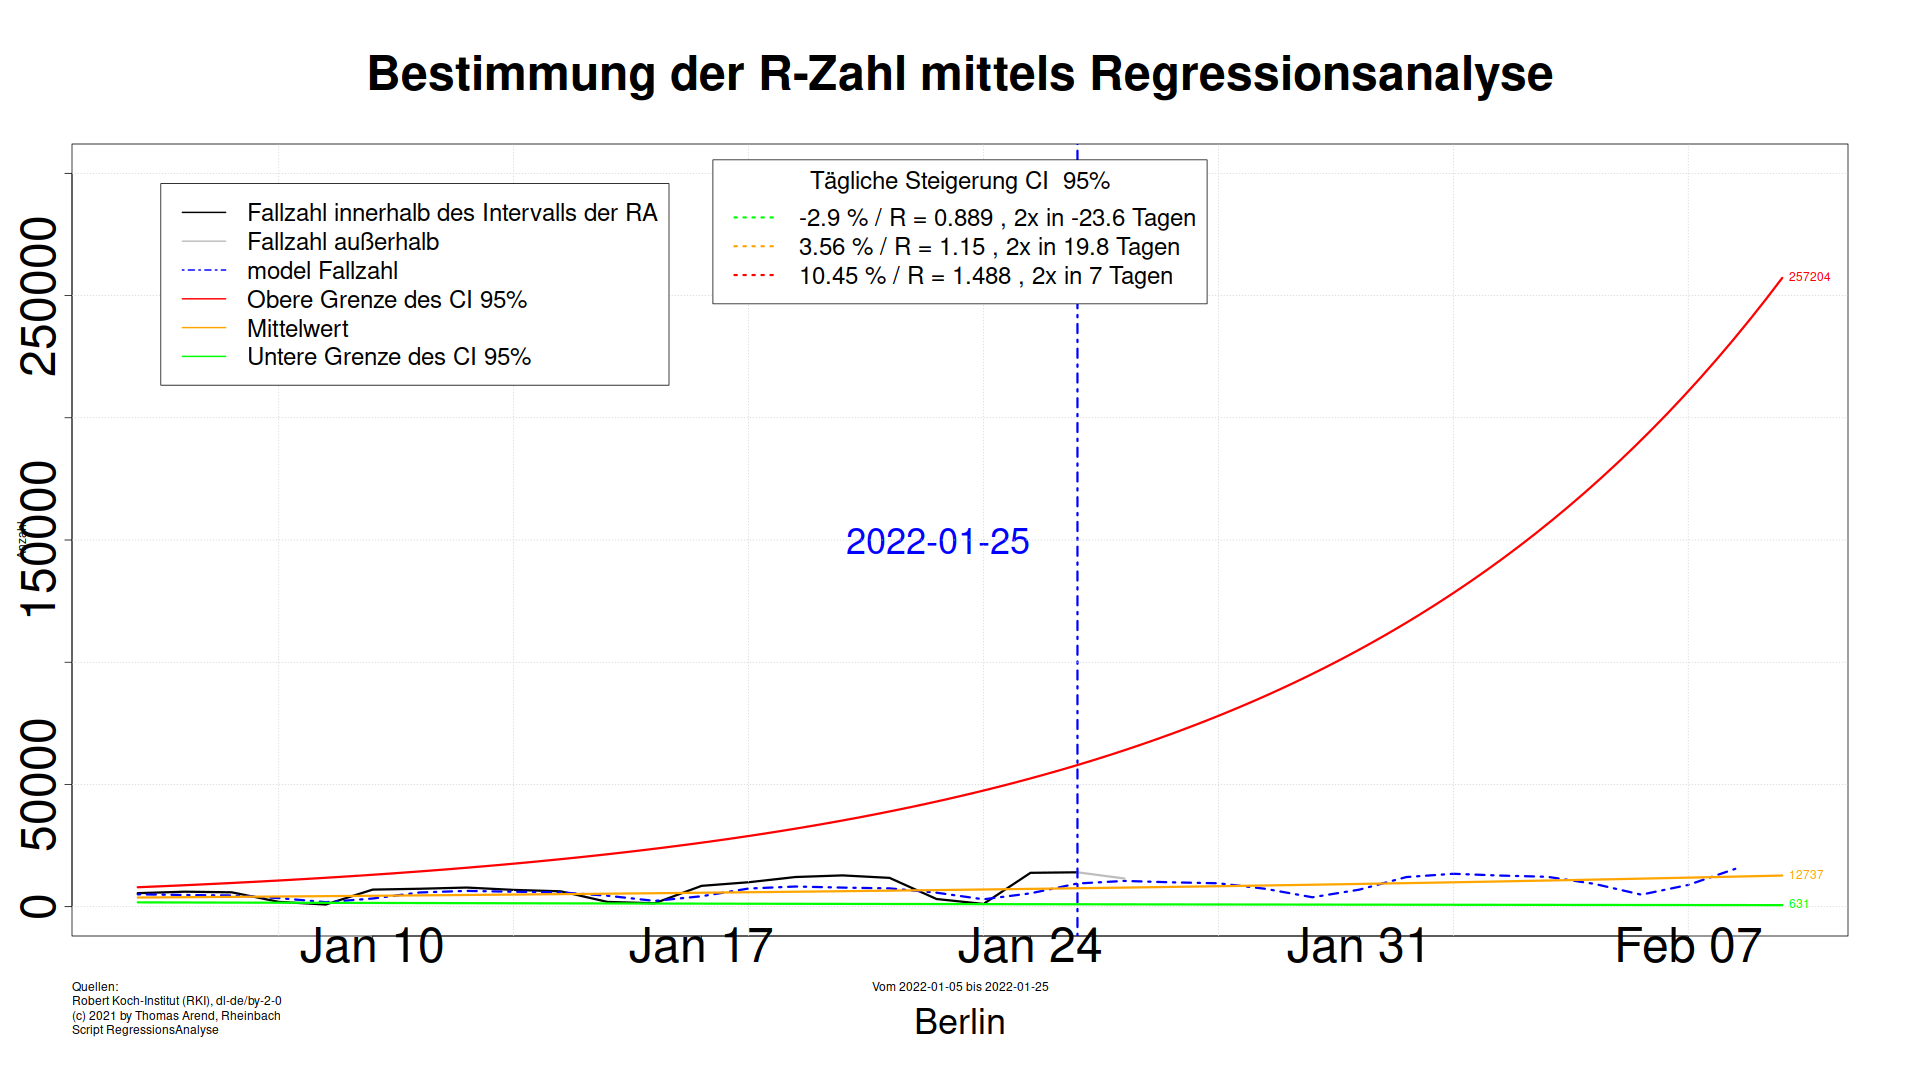 Bestimmung der R-Zahl mittels Regressionsanalyse
Fallzahl innerhalb des Intervalls der RA
Fallzahl außerhalb
model Fallzahl
Obere Grenze des CI 95%
Mittelwert
Untere Grenze des CI 95%
Tägliche Steigerung CI 95%
-2.9 % / R = 0.889 , 2x in -23.6 Tagen
3.56 % / R = 1.15 , 2x in 19.8 Tagen
10.45 % / R = 1.488 , 2x in 7 Tagen
257204
2022-01-25
12737
631
Anzahl
250000
150000
50000
0
Jan 10
Jan 17
Jan 24
Jan 31
Feb 07
Quellen:
Robert Koch-Institut (RKI), dl-de/by-2-0
(c) 2021 by Thomas Arend, Rheinbach
Script RegressionsAnalyse
Vom 2022-01-05 bis 2022-01-25
Berlin